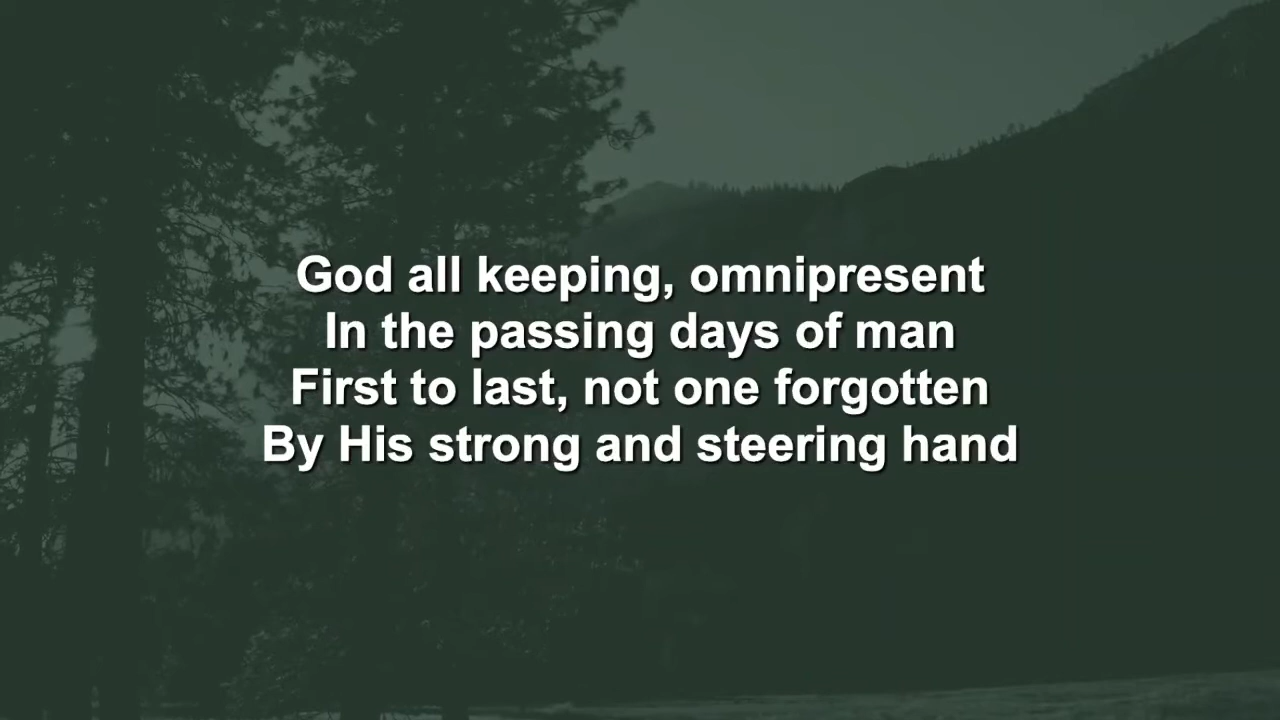 God all keeping, omnipresent
In the passing days of man
First to last, not one forgotten
By His strong and steering hand